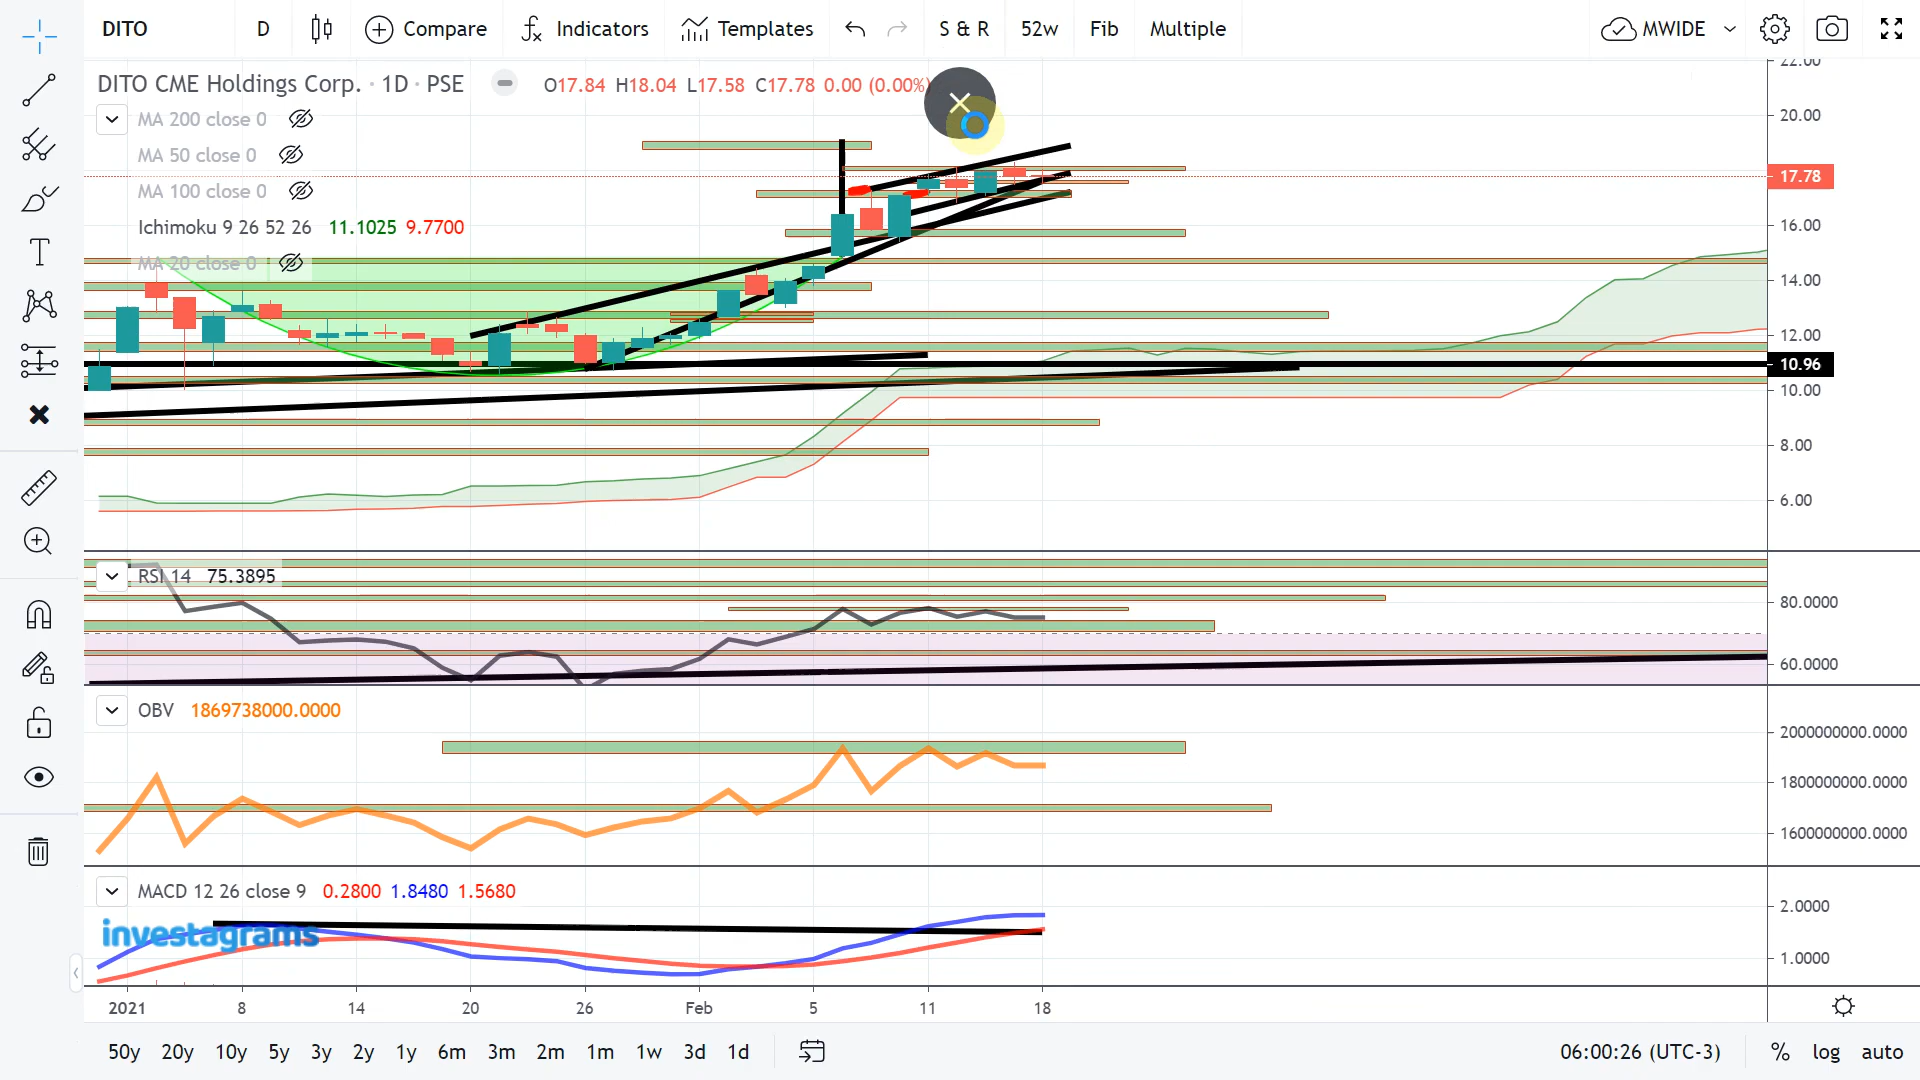 DITO D Compare Indicators Templates S & R 52w Fib Multiple MWIDE
DITO CME Holdings Corp. · 1D · PSE O17.84 H18.04 L17.58 C17.78 0.00 (0.00%)
MA 200 close 0
MA 50 close 0
MA 100 close 0
Ichimoku 9 26 52 26 11.1025 9.7700
MA 20 close 0
22.00
20.00
17.78
16.00
14.00
12.00
10.96
10.00
8.00
6.00
RSI 14 75.3895
80.0000
60.0000
OBV 1869738000.0000
2000000000.0000
1800000000.0000
1600000000.0000
MACD 12 26 close 9 0.2800 1.8480 1.5680
2.0000
investagrams
1.0000
2021 8 14 20 26 Feb 5 11 18
50y 20y 10y 5y 3y 2y 1y 6m 3m 2m 1m 1w 3d 1d 06:00:26 (UTC-3) % log auto